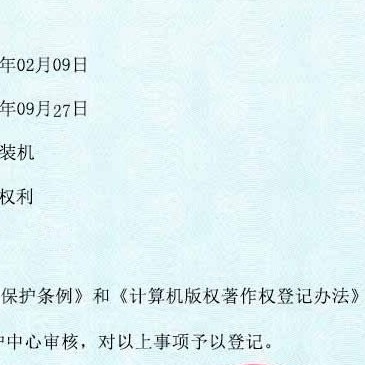 年02月09日
年09月27日
装机
权利
保护条例》和《计算机版权著作权登记办法》
中心审核，对以上事项予以登记。